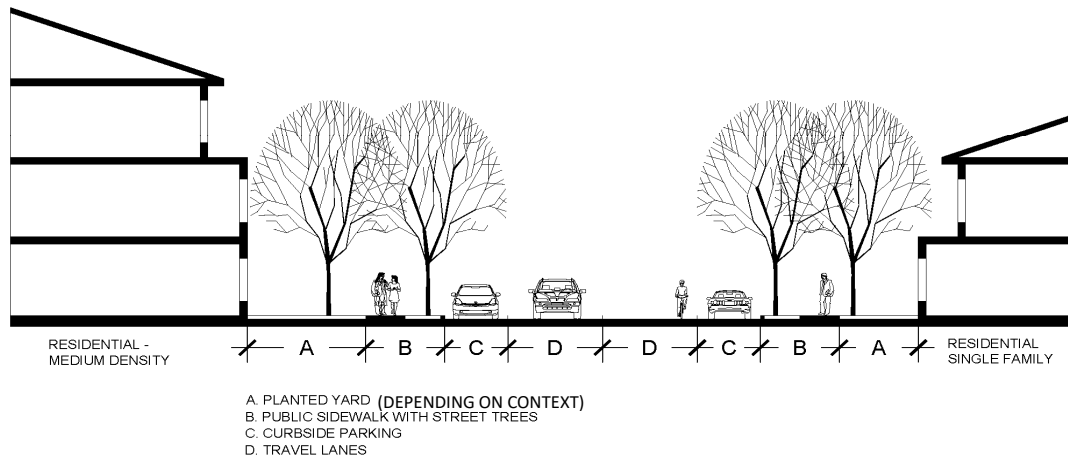 RESIDENTIAL -
MEDIUM DENSITY
A B C D D C B A
RESIDENTIAL
SINGLE FAMILY
A. PLANTED YARD (DEPENDING ON CONTEXT)
B. PUBLIC SIDEWALK WITH STREET TREES
C. CURBSIDE PARKING
D. TRAVEL LANES